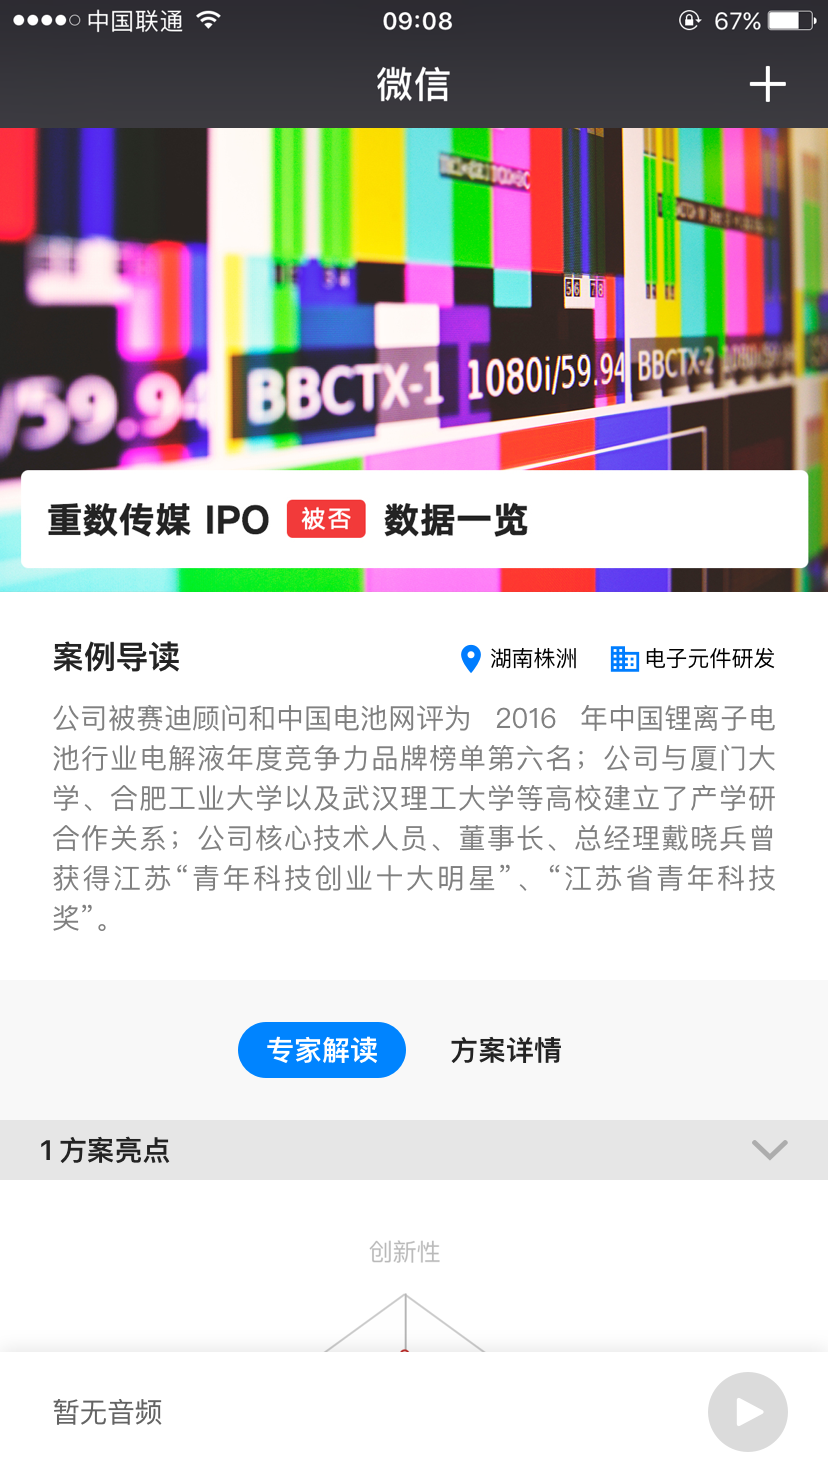 中国联通 09:08 67%
微信
/59.94 BBCTX-1 1080i/59.94 BBCTX-2
重数传媒 IPO 被否 数据一览
案例导读 湖南株洲 电子元件研发
公司被赛迪顾问和中国电池网评为 2016 年中国锂离子电
池行业电解液年度竞争力品牌榜单第六名；公司与厦门大
学、合肥工业大学以及武汉理工大学等高校建立了产学研
合作关系；公司核心技术人员、董事长、总经理戴晓兵曾
获得江苏“青年科技创业十大明星”、“江苏省青年科技
奖”。
专家解读 方案详情
1 方案亮点
创新性
暂无音频